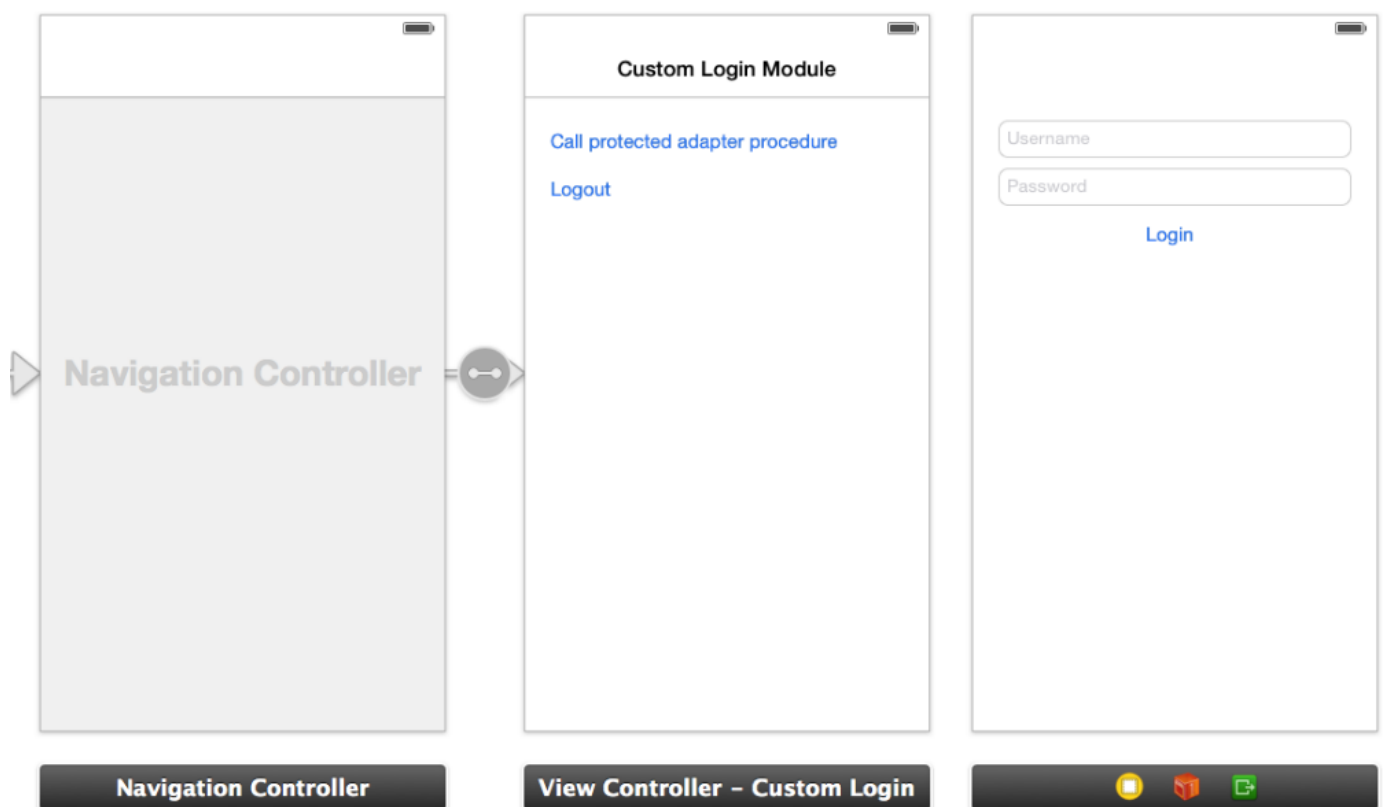 Custom Login Module
Call protected adapter procedure
Logout
Username
Password
Login
Navigation Controller
Navigation Controller
View Controller – Custom Login